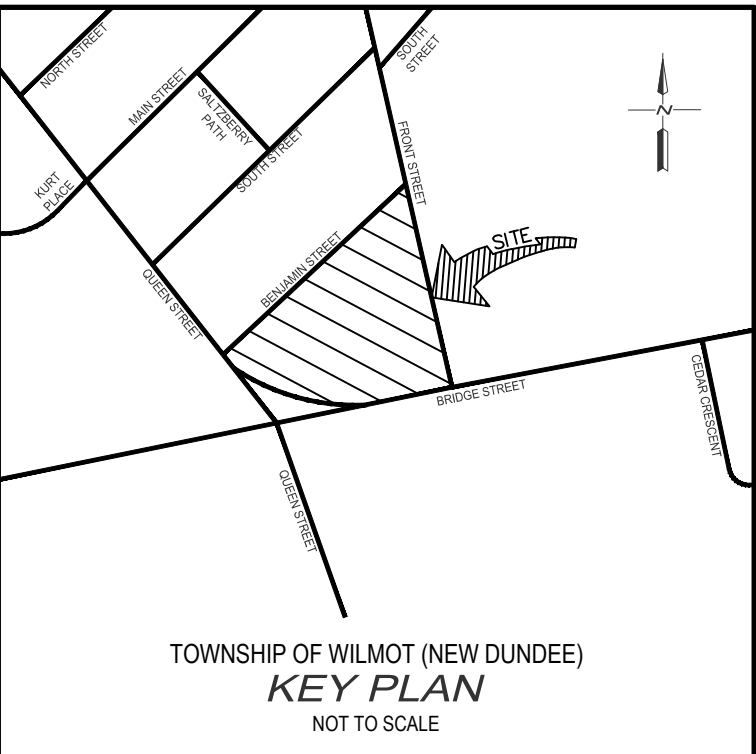 NORTH STREET
MAIN STREET
SALTZBERRY
PATH
SOUTH
STREET
KURT
PLACE
SOUTH STREET
FRONT STREET
N
QUEEN STREET
BENJAMIN STREET
SITE
BRIDGE STREET
CEDAR CRESCENT
QUEEN STREET
TOWNSHIP OF WILMOT (NEW DUNDEE)
KEY PLAN
NOT TO SCALE